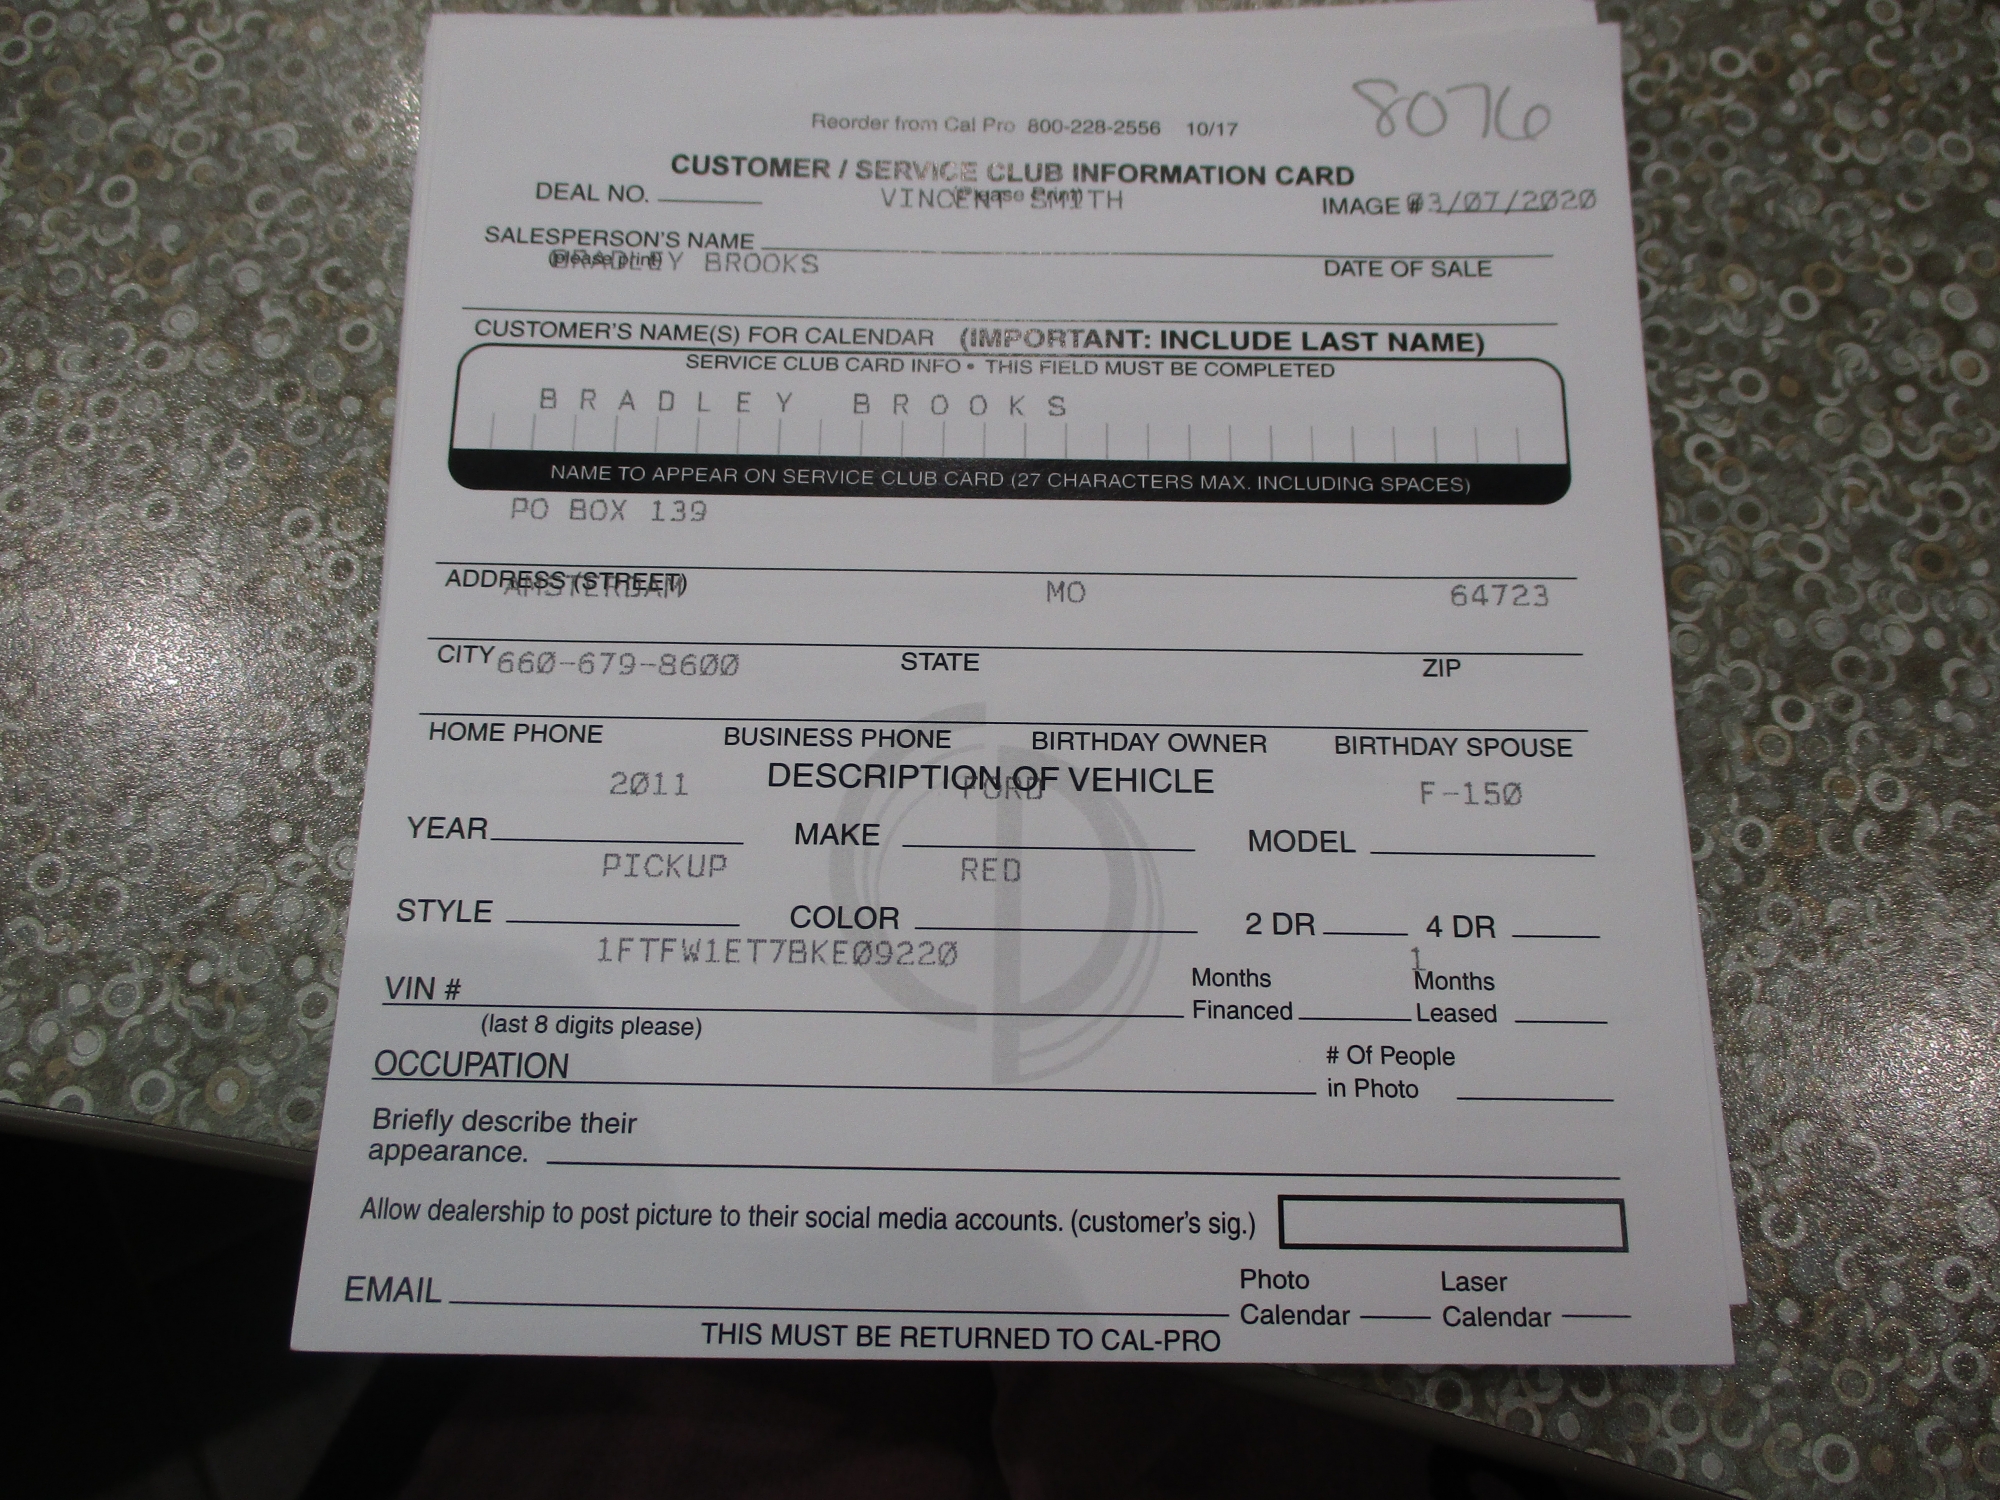 8076
Reorder from Cal Pro 800-228-2556 10/17
CUSTOMER / SERVICE CLUB INFORMATION CARD
(Please Print)
DEAL NO. VINCENT SMITH IMAGE # 03/07/2020
SALESPERSON'S NAME
(please print) BRADLEY BROOKS DATE OF SALE
CUSTOMER'S NAME(S) FOR CALENDAR (IMPORTANT: INCLUDE LAST NAME)
SERVICE CLUB CARD INFO • THIS FIELD MUST BE COMPLETED
BRADLEY BROOKS
NAME TO APPEAR ON SERVICE CLUB CARD (27 CHARACTERS MAX. INCLUDING SPACES)
PO BOX 139
ADDRESS (STREET)
AMSTERDAM MO 64723
CITY STATE ZIP
660-679-8600
HOME PHONE BUSINESS PHONE BIRTHDAY OWNER BIRTHDAY SPOUSE
DESCRIPTION OF VEHICLE
2011 FORD F-150
YEAR MAKE MODEL
PICKUP RED
STYLE COLOR 2 DR 4 DR
1FTFW1ET7BKE09220 1
VIN # Months Financed Months Leased
(last 8 digits please)
OCCUPATION # Of People in Photo
Briefly describe their
appearance.
Allow dealership to post picture to their social media accounts. (customer's sig.)
EMAIL Photo Calendar Laser Calendar
THIS MUST BE RETURNED TO CAL-PRO